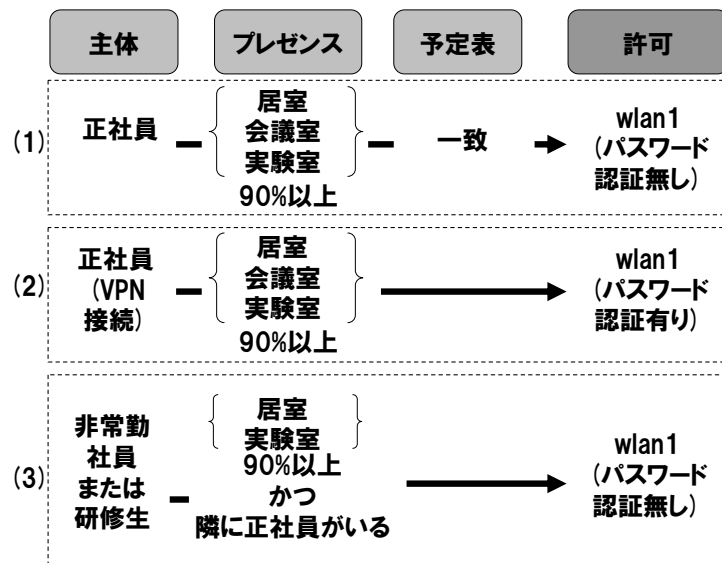 主体
プレゼンス
予定表
許可
(1)
正社員
居室
会議室
実験室
90%以上
一致
wlan1
(パスワード
認証無し)
(2)
正社員
(VPN
接続)
居室
会議室
実験室
90%以上
wlan1
(パスワード
認証有り)
(3)
非常勤
社員
または
研修生
居室
実験室
90%以上
かつ
隣に正社員がいる
wlan1
(パスワード
認証無し)